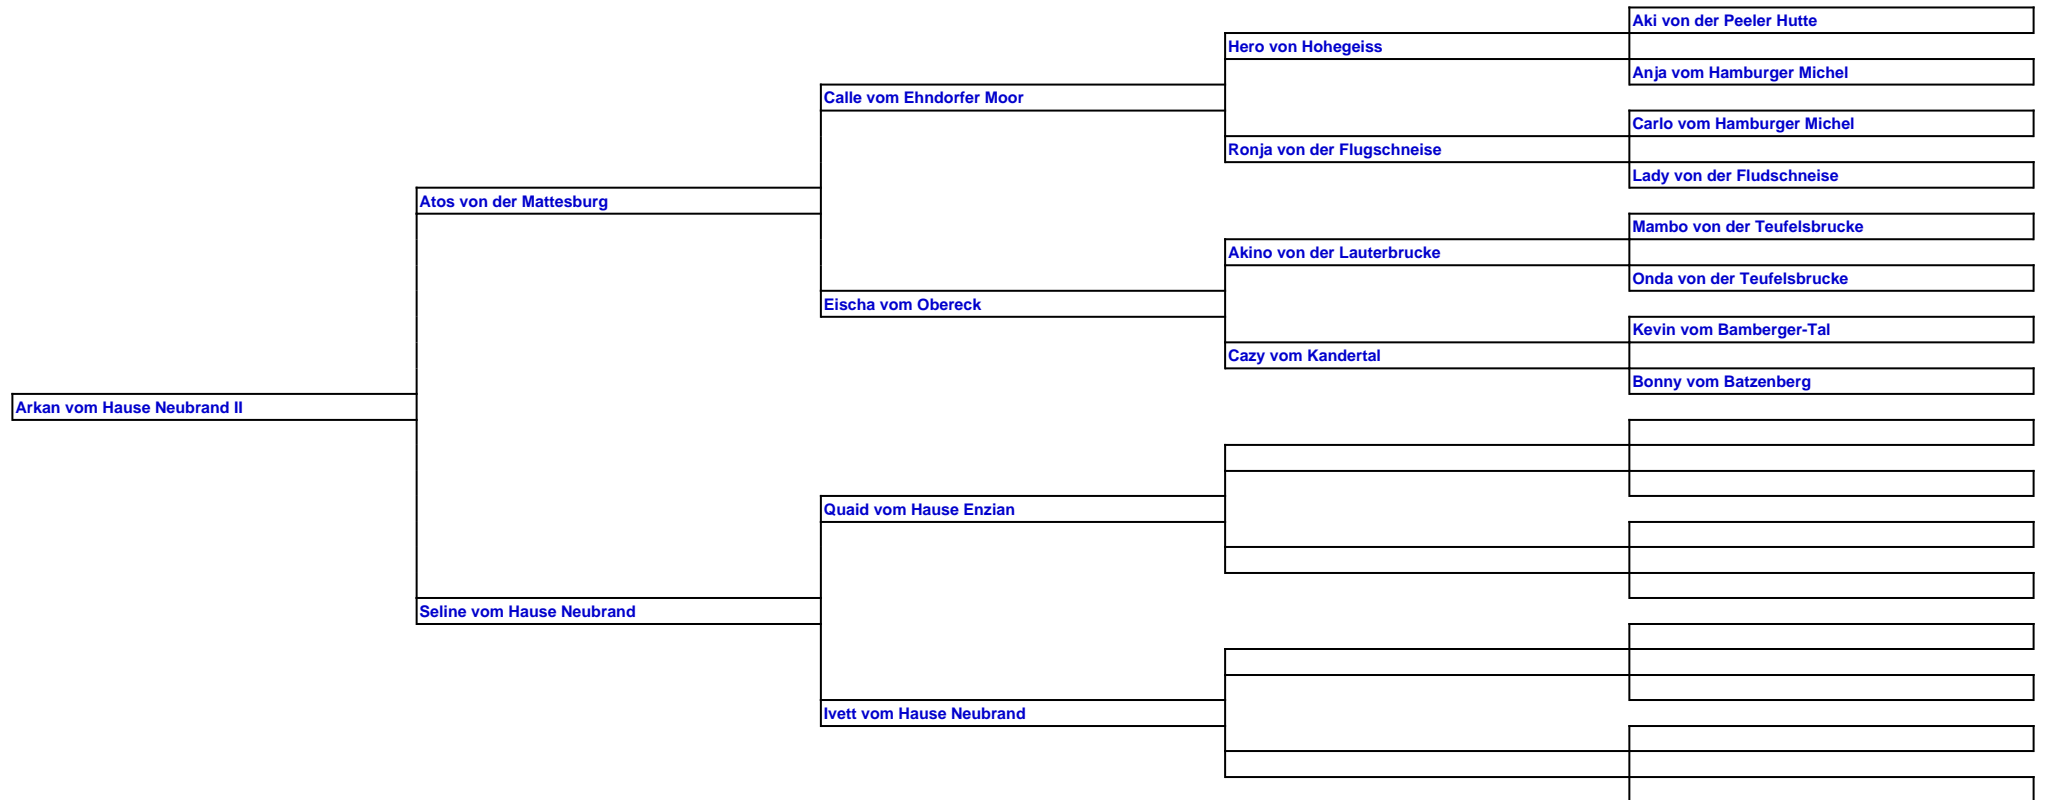 Aki von der Peeler Hutte
Hero von Hohegeiss
Anja vom Hamburger Michel
Calle vom Ehndorfer Moor
Carlo vom Hamburger Michel
Ronja von der Flugschneise
Lady von der Fludschneise
Atos von der Mattesburg
Mambo von der Teufelsbrucke
Akino von der Lauterbrucke
Onda von der Teufelsbrucke
Eischa vom Obereck
Kevin vom Bamberger-Tal
Cazy vom Kandertal
Bonny vom Batzenberg
Arkan vom Hause Neubrand II
Quaid vom Hause Enzian
Seline vom Hause Neubrand
Ivett vom Hause Neubrand